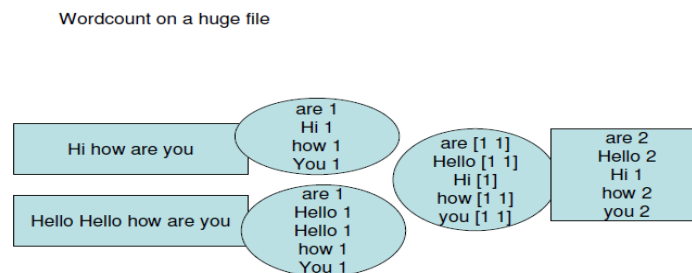 Wordcount on a huge file
Hi how are you
are 1
Hi 1
how 1
You 1
Hello Hello how are you
are 1
Hello 1
Hello 1
how 1
You 1
are [1 1]
Hello [1 1]
Hi [1]
how [1 1]
you [1 1]
are 2
Hello 2
Hi 1
how 2
you 2